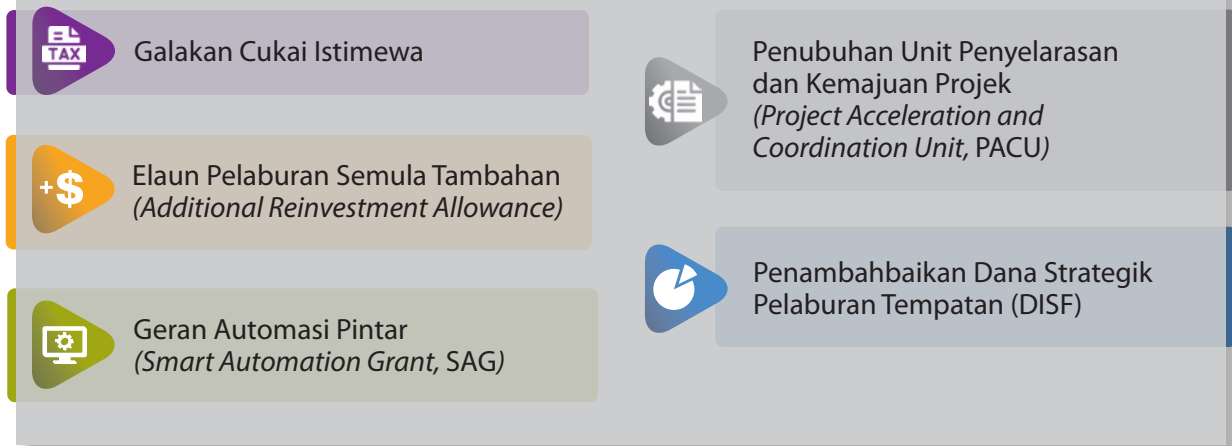 TAX
Galakan Cukai Istimewa
+$
Elaun Pelaburan Semula Tambahan
(Additional Reinvestment Allowance)
Geran Automasi Pintar
(Smart Automation Grant, SAG)
Penubuhan Unit Penyelarasan
dan Kemajuan Projek
(Project Acceleration and
Coordination Unit, PACU)
Penambahbaikan Dana Strategik
Pelaburan Tempatan (DISF)